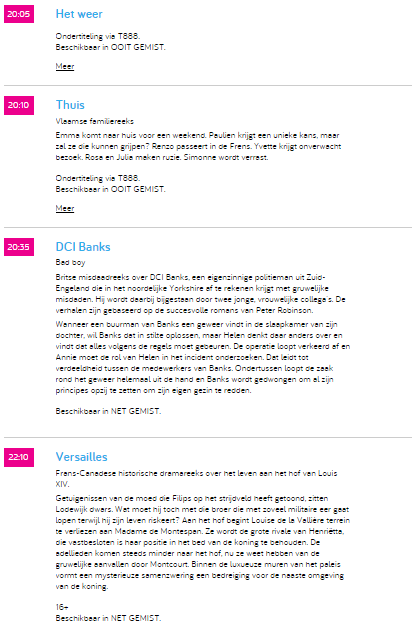 20:05
Het weer
Ondertiteling via T888.
Beschikbaar in OOIT GEMIST.
Meer
20:10
Thuis
Vlaamse familiereeks
Emma komt naar huis voor een weekend. Paulien krijgt een unieke kans, maar
zal ze die kunnen grijpen? Renzo passeert in de Frens. Yvette krijgt onverwacht
bezoek. Rosa en Julia maken ruzie. Simonne wordt verrast.
Ondertiteling via T888.
Beschikbaar in OOIT GEMIST.
Meer
20:35
DCI Banks
Bad boy
Britse misdaadreeks over DCI Banks, een eigenzinnige politieman uit Zuid-
Engeland die in het noordelijke Yorkshire af te rekenen krijgt met gruwelijke
misdaden. Hij wordt daarbij bijgestaan door twee jonge, vrouwelijke collega's. De
verhalen zijn gebaseerd op de succesvolle romans van Peter Robinson.
Wanneer een buurman van Banks een geweer vindt in de slaapkamer van zijn
dochter, wil Banks dat in stilte oplossen, maar Helen denkt daar anders over en
vindt dat alles volgens de regels moet gebeuren. De operatie loopt verkeerd af en
Annie moet de rol van Helen in het incident onderzoeken. Dat leidt tot
verdeeldheid tussen de medewerkers van Banks. Ondertussen loopt de zaak
rond het geweer helemaal uit de hand en Banks wordt gedwongen om al zijn
principes opzij te zetten om zijn eigen gezin te redden.
Beschikbaar in NET GEMIST.
22:10
Versailles
Frans-Canadese historische dramareeks over het leven aan het hof van Louis
XIV.
Getuigenissen van de moed die Filips op het strijdveld heeft getoond, zitten
Lodewijk dwars. Wat moet hij toch met die broer die met zoveel militaire eer gaat
lopen terwijl hij zijn leven riskeert? Aan het hof begint Louise de la Vallière terrein
te verliezen aan Madame de Montespan. Ze wordt de grote rivale van Henriëtta,
die vastbesloten is haar positie in het bed van de koning te behouden. De
adellieden komen steeds minder naar het hof, nu ze weet hebben van de
gruwelijke aanvallen door Montcourt. Binnen de luxueuze muren van het paleis
vormt een mysterieuze samenzwering een bedreiging voor de naaste omgeving
van de koning.
16+
Beschikbaar in NET GEMIST.